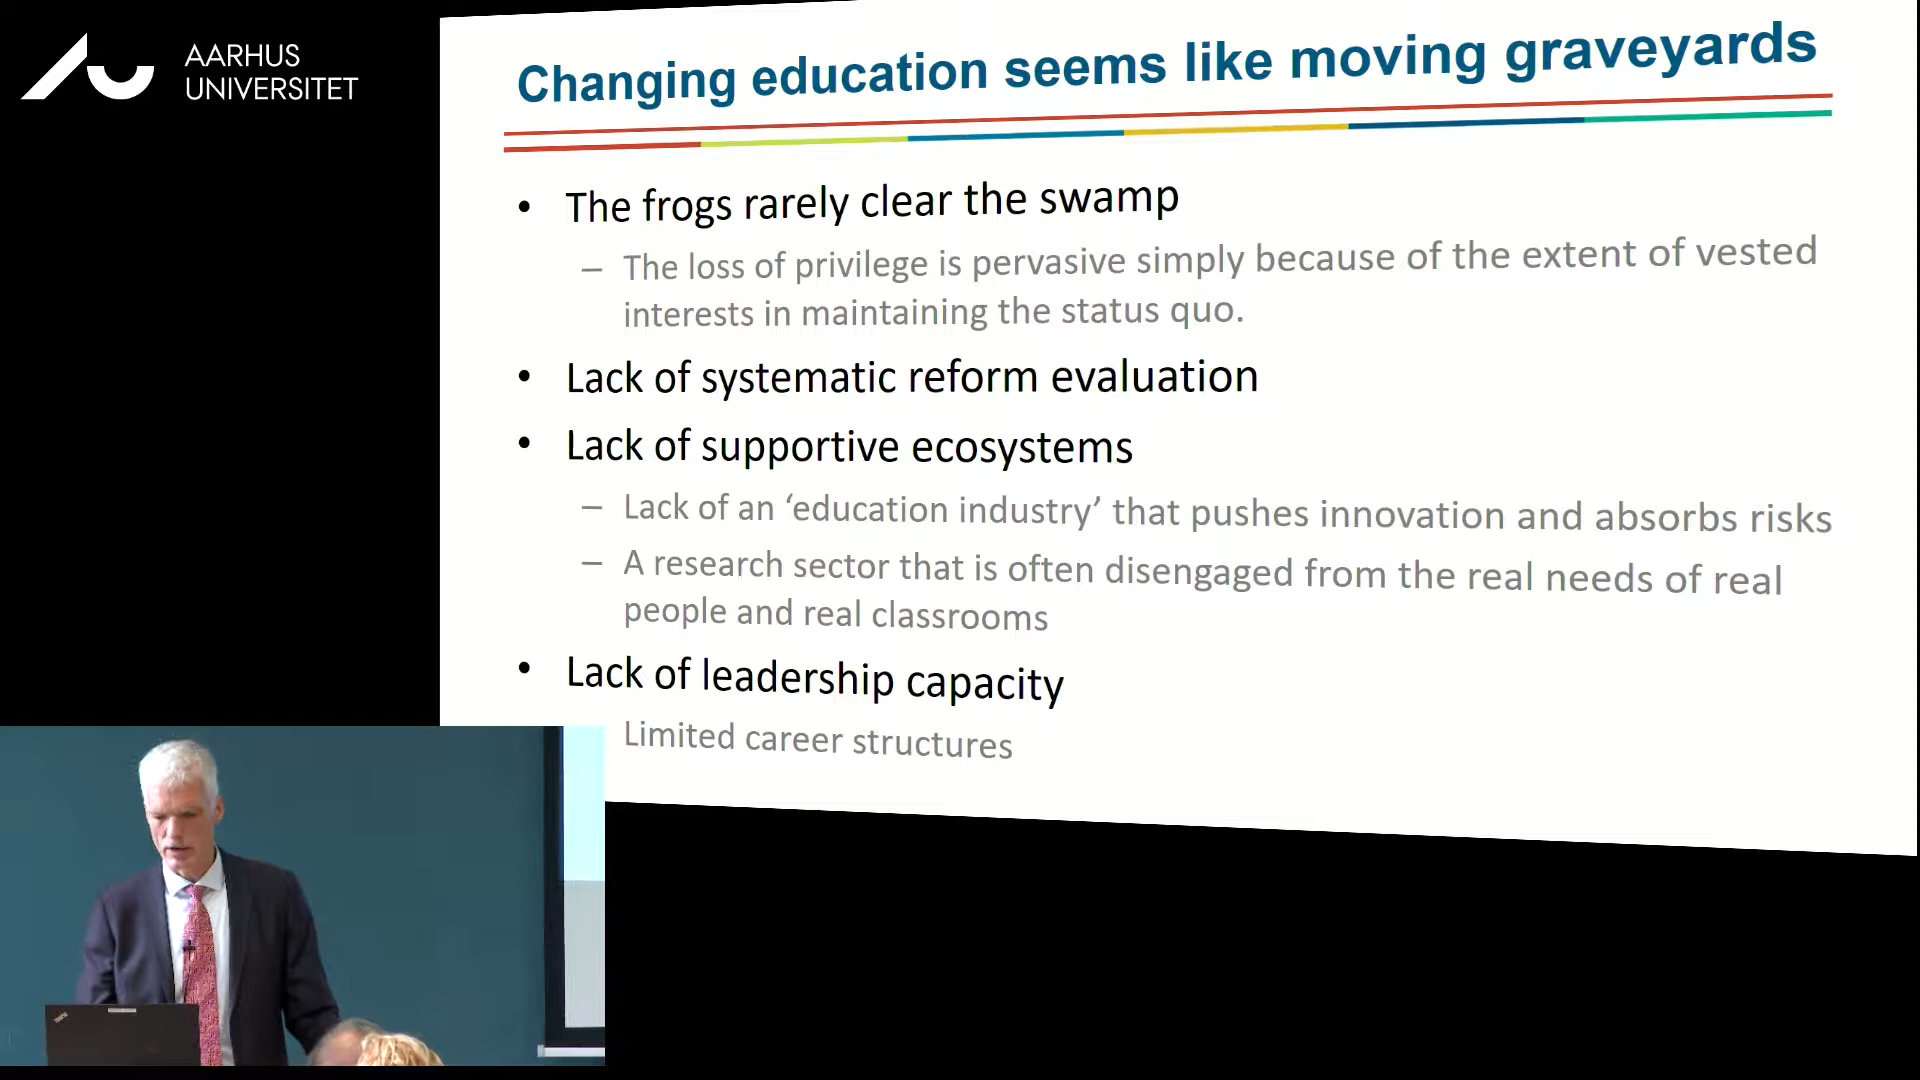 AARHUS
UNIVERSITET
Changing education seems like moving graveyards
• The frogs rarely clear the swamp
– The loss of privilege is pervasive simply because of the extent of vested
interests in maintaining the status quo.
• Lack of systematic reform evaluation
• Lack of supportive ecosystems
– Lack of an ‘education industry’ that pushes innovation and absorbs risks
– A research sector that is often disengaged from the real needs of real
people and real classrooms
• Lack of leadership capacity
Limited career structures